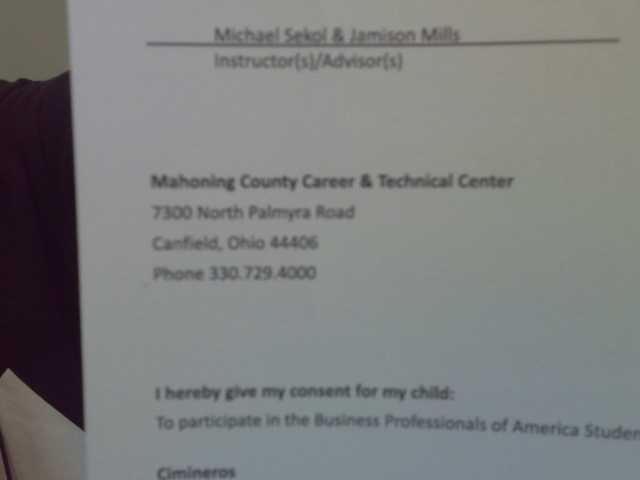 Michael Sekol & Jamison Mills
Instructor(s)/Advisor(s)
Mahoning County Career & Technical Center
7300 North Palmyra Road
Canfield, Ohio 44406
Phone 330.729.4000
I hereby give my consent for my child:
To participate in the Business Professionals of America Studen
Cimineros